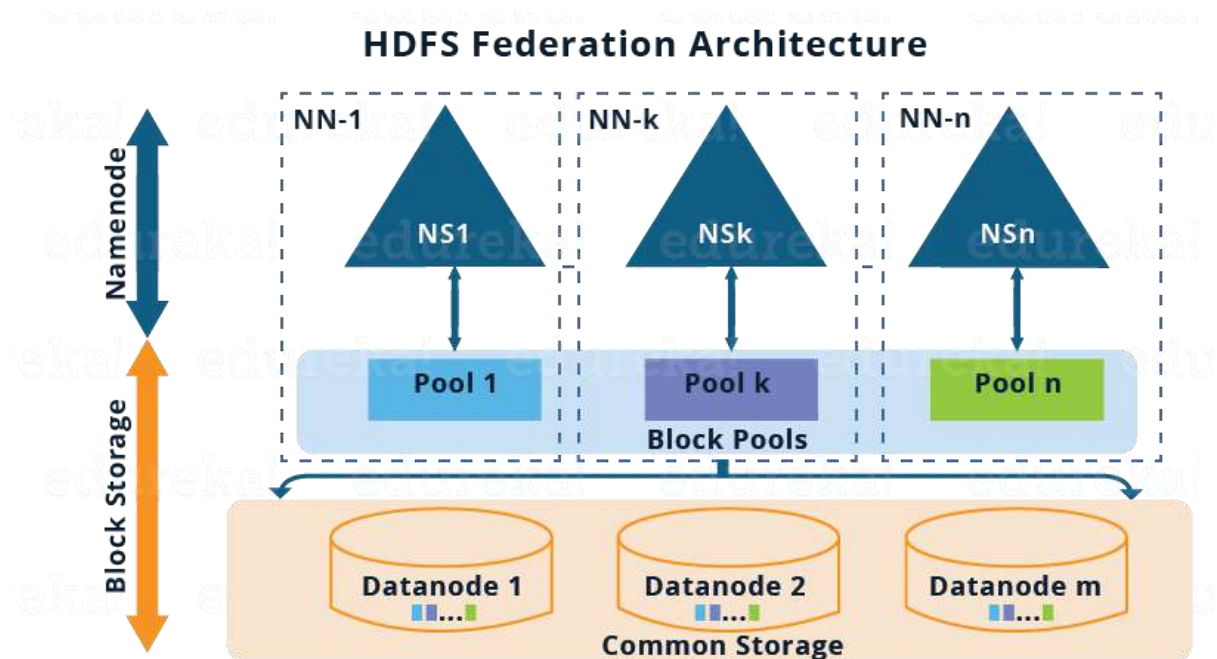 HDFS Federation Architecture
NN-1
NN-k
NN-n
Namenode
NS1
NSk
NSn
edureka!
Pool 1
Pool k
Pool n
Block Pools
Block Storage
Datanode 1
Datanode 2
Datanode m
...
...
...
Common Storage